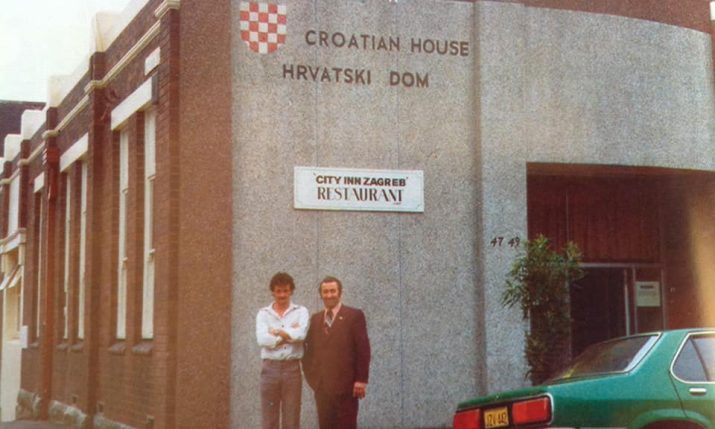 CROATIAN HOUSE
HRVATSKI DOM
"CITY INN ZAGREB"
RESTAURANT
47 49